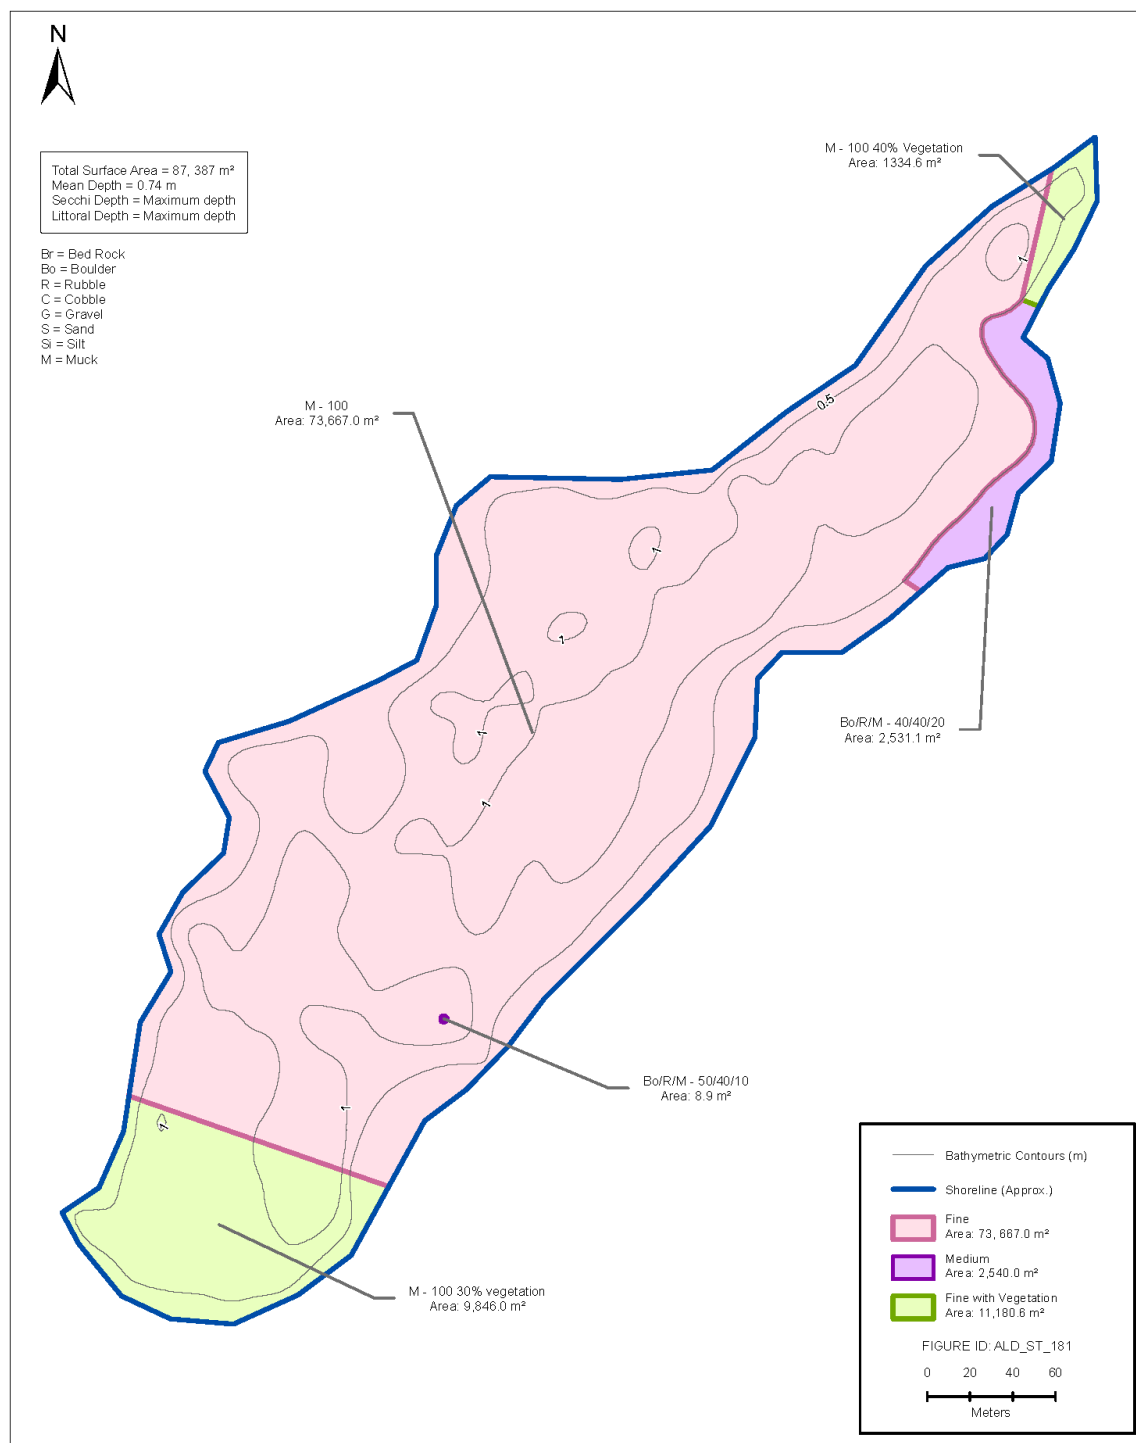 N
Total Surface Area = 87, 387 m²
Mean Depth = 0.74 m
Secchi Depth = Maximum depth
Littoral Depth = Maximum depth
Br = Bed Rock
Bo = Boulder
R = Rubble
C = Cobble
G = Gravel
S = Sand
Si = Silt
M = Muck
M - 100 40% Vegetation
Area: 1334.6 m²
1
0.5
M - 100
Area: 73,667.0 m²
1
1
1
1
Bo/R/M - 40/40/20
Area: 2,531.1 m²
Bo/R/M - 50/40/10
Area: 8.9 m²
1
1
M - 100 30% vegetation
Area: 9,846.0 m²
Bathymetric Contours (m)
Shoreline (Approx.)
Fine
Area: 73, 667.0 m²
Medium
Area: 2,540.0 m²
Fine with Vegetation
Area: 11,180.6 m²
FIGURE ID: ALD_ST_181
0 20 40 60
Meters